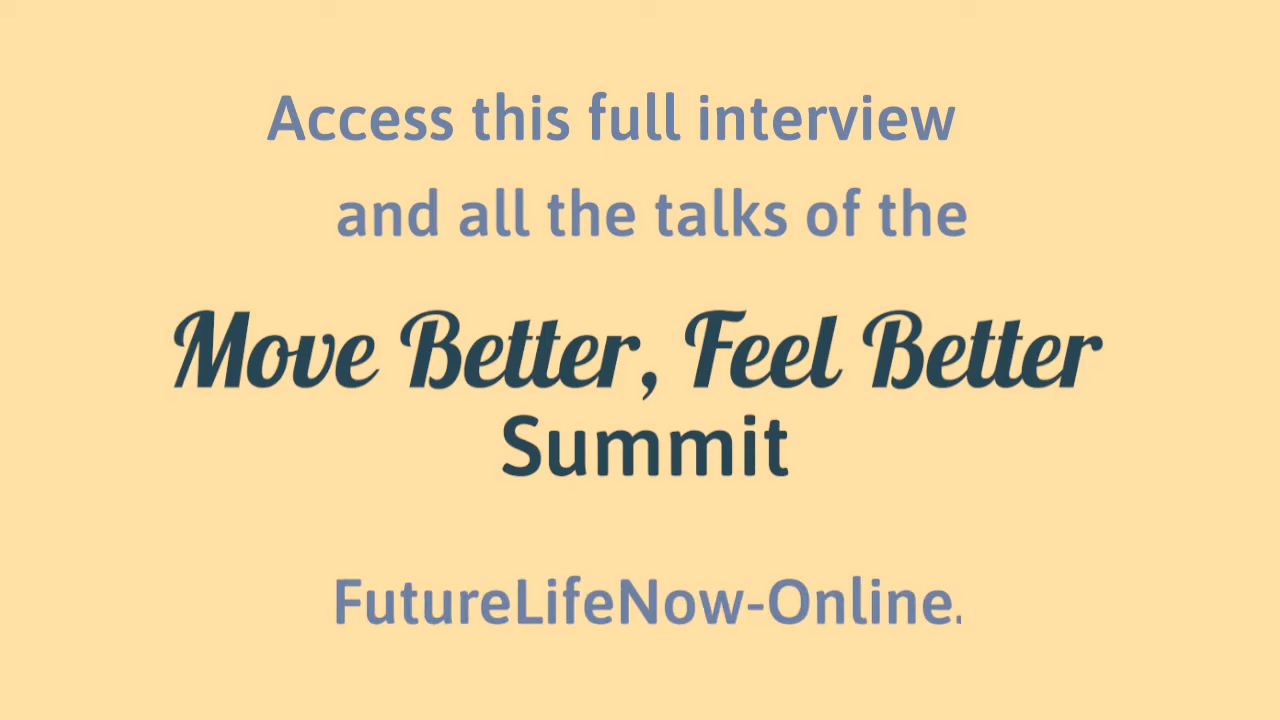 Access this full interview
and all the talks of the
Move Better, Feel Better
Summit
FutureLifeNow-Online.